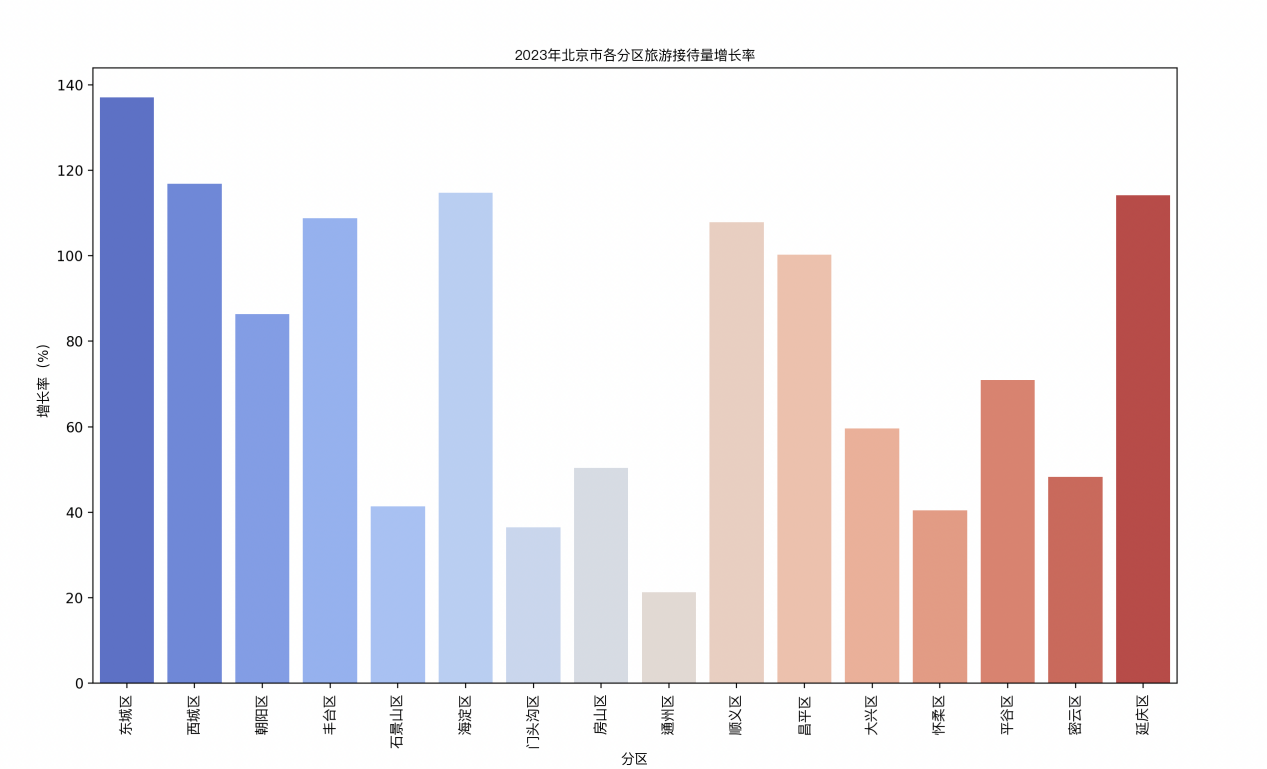 2023年北京市各分区旅游接待量增长率
增长率（%）
140
120
100
80
60
40
20
0
东城区
西城区
朝阳区
丰台区
石景山区
海淀区
门头沟区
房山区
通州区
顺义区
昌平区
大兴区
怀柔区
平谷区
密云区
延庆区
分区